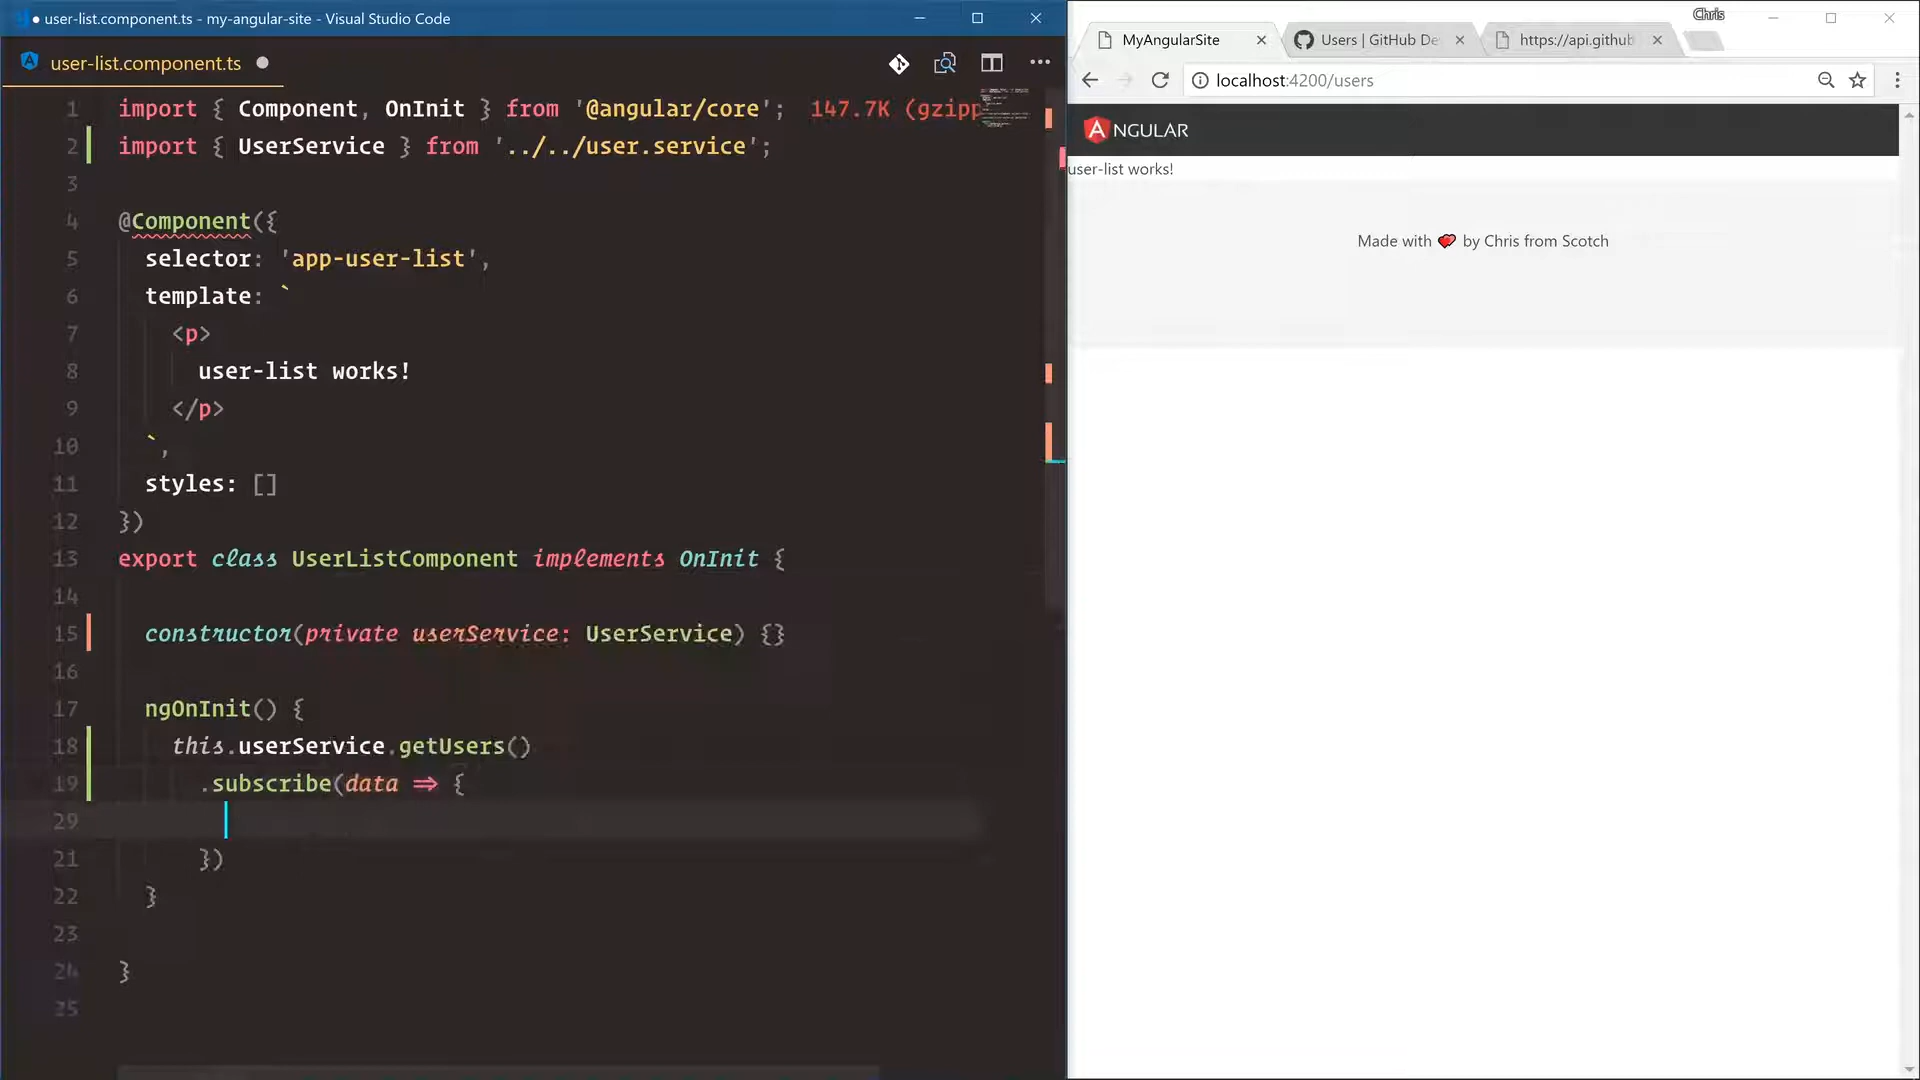 user-list.component.ts - my-angular-site - Visual Studio Code
user-list.component.ts
1 import { Component, OnInit } from '@angular/core'; 147.7K (gzipp
2 import { UserService } from '../../user.service';
3
4 @Component({
5 selector: 'app-user-list',
6 template: `
7 <p>
8 user-list works!
9 </p>
10 `,
11 styles: []
12 })
13 export class UserListComponent implements OnInit {
14
15 constructor(private userService: UserService) {}
16
17 ngOnInit() {
18 this.userService.getUsers()
19 .subscribe(data => {
29
21 })
22 }
23
24 }
25
Chris
MyAngularSite
Users | GitHub De
https://api.github
localhost:4200/users
ANGULAR
user-list works!
Made with ❤ by Chris from Scotch